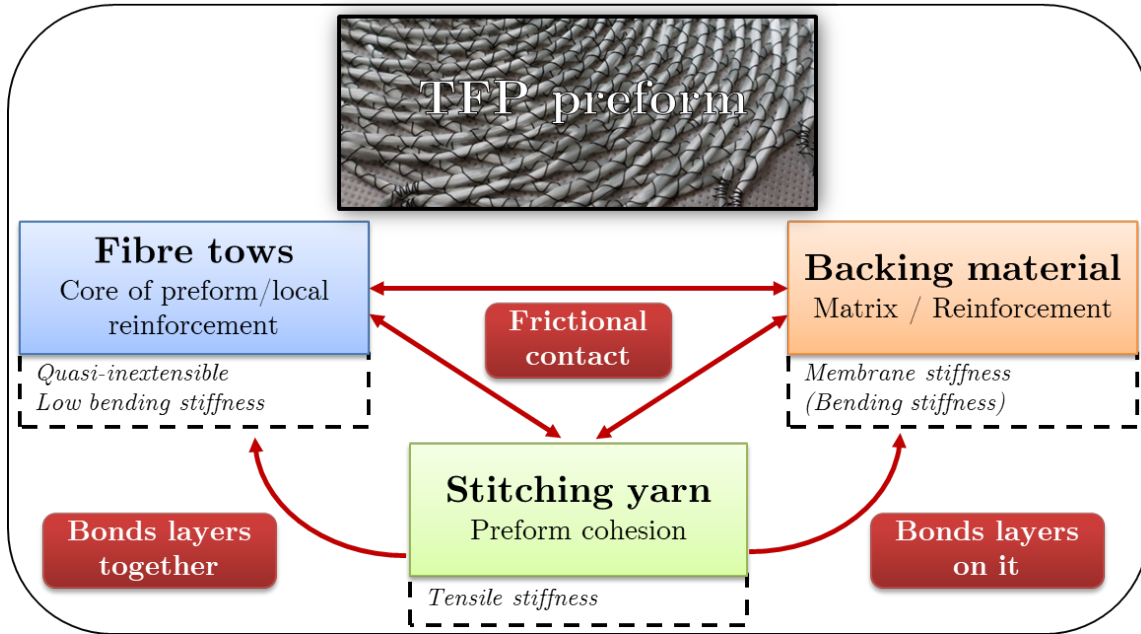 TFP preform
Fibre tows
Core of preform/local
reinforcement
Quasi-inextensible
Low bending stiffness
Backing material
Matrix / Reinforcement
Membrane stiffness
(Bending stiffness)
Frictional
contact
Stitching yarn
Preform cohesion
Tensile stiffness
Bonds layers
together
Bonds layers
on it